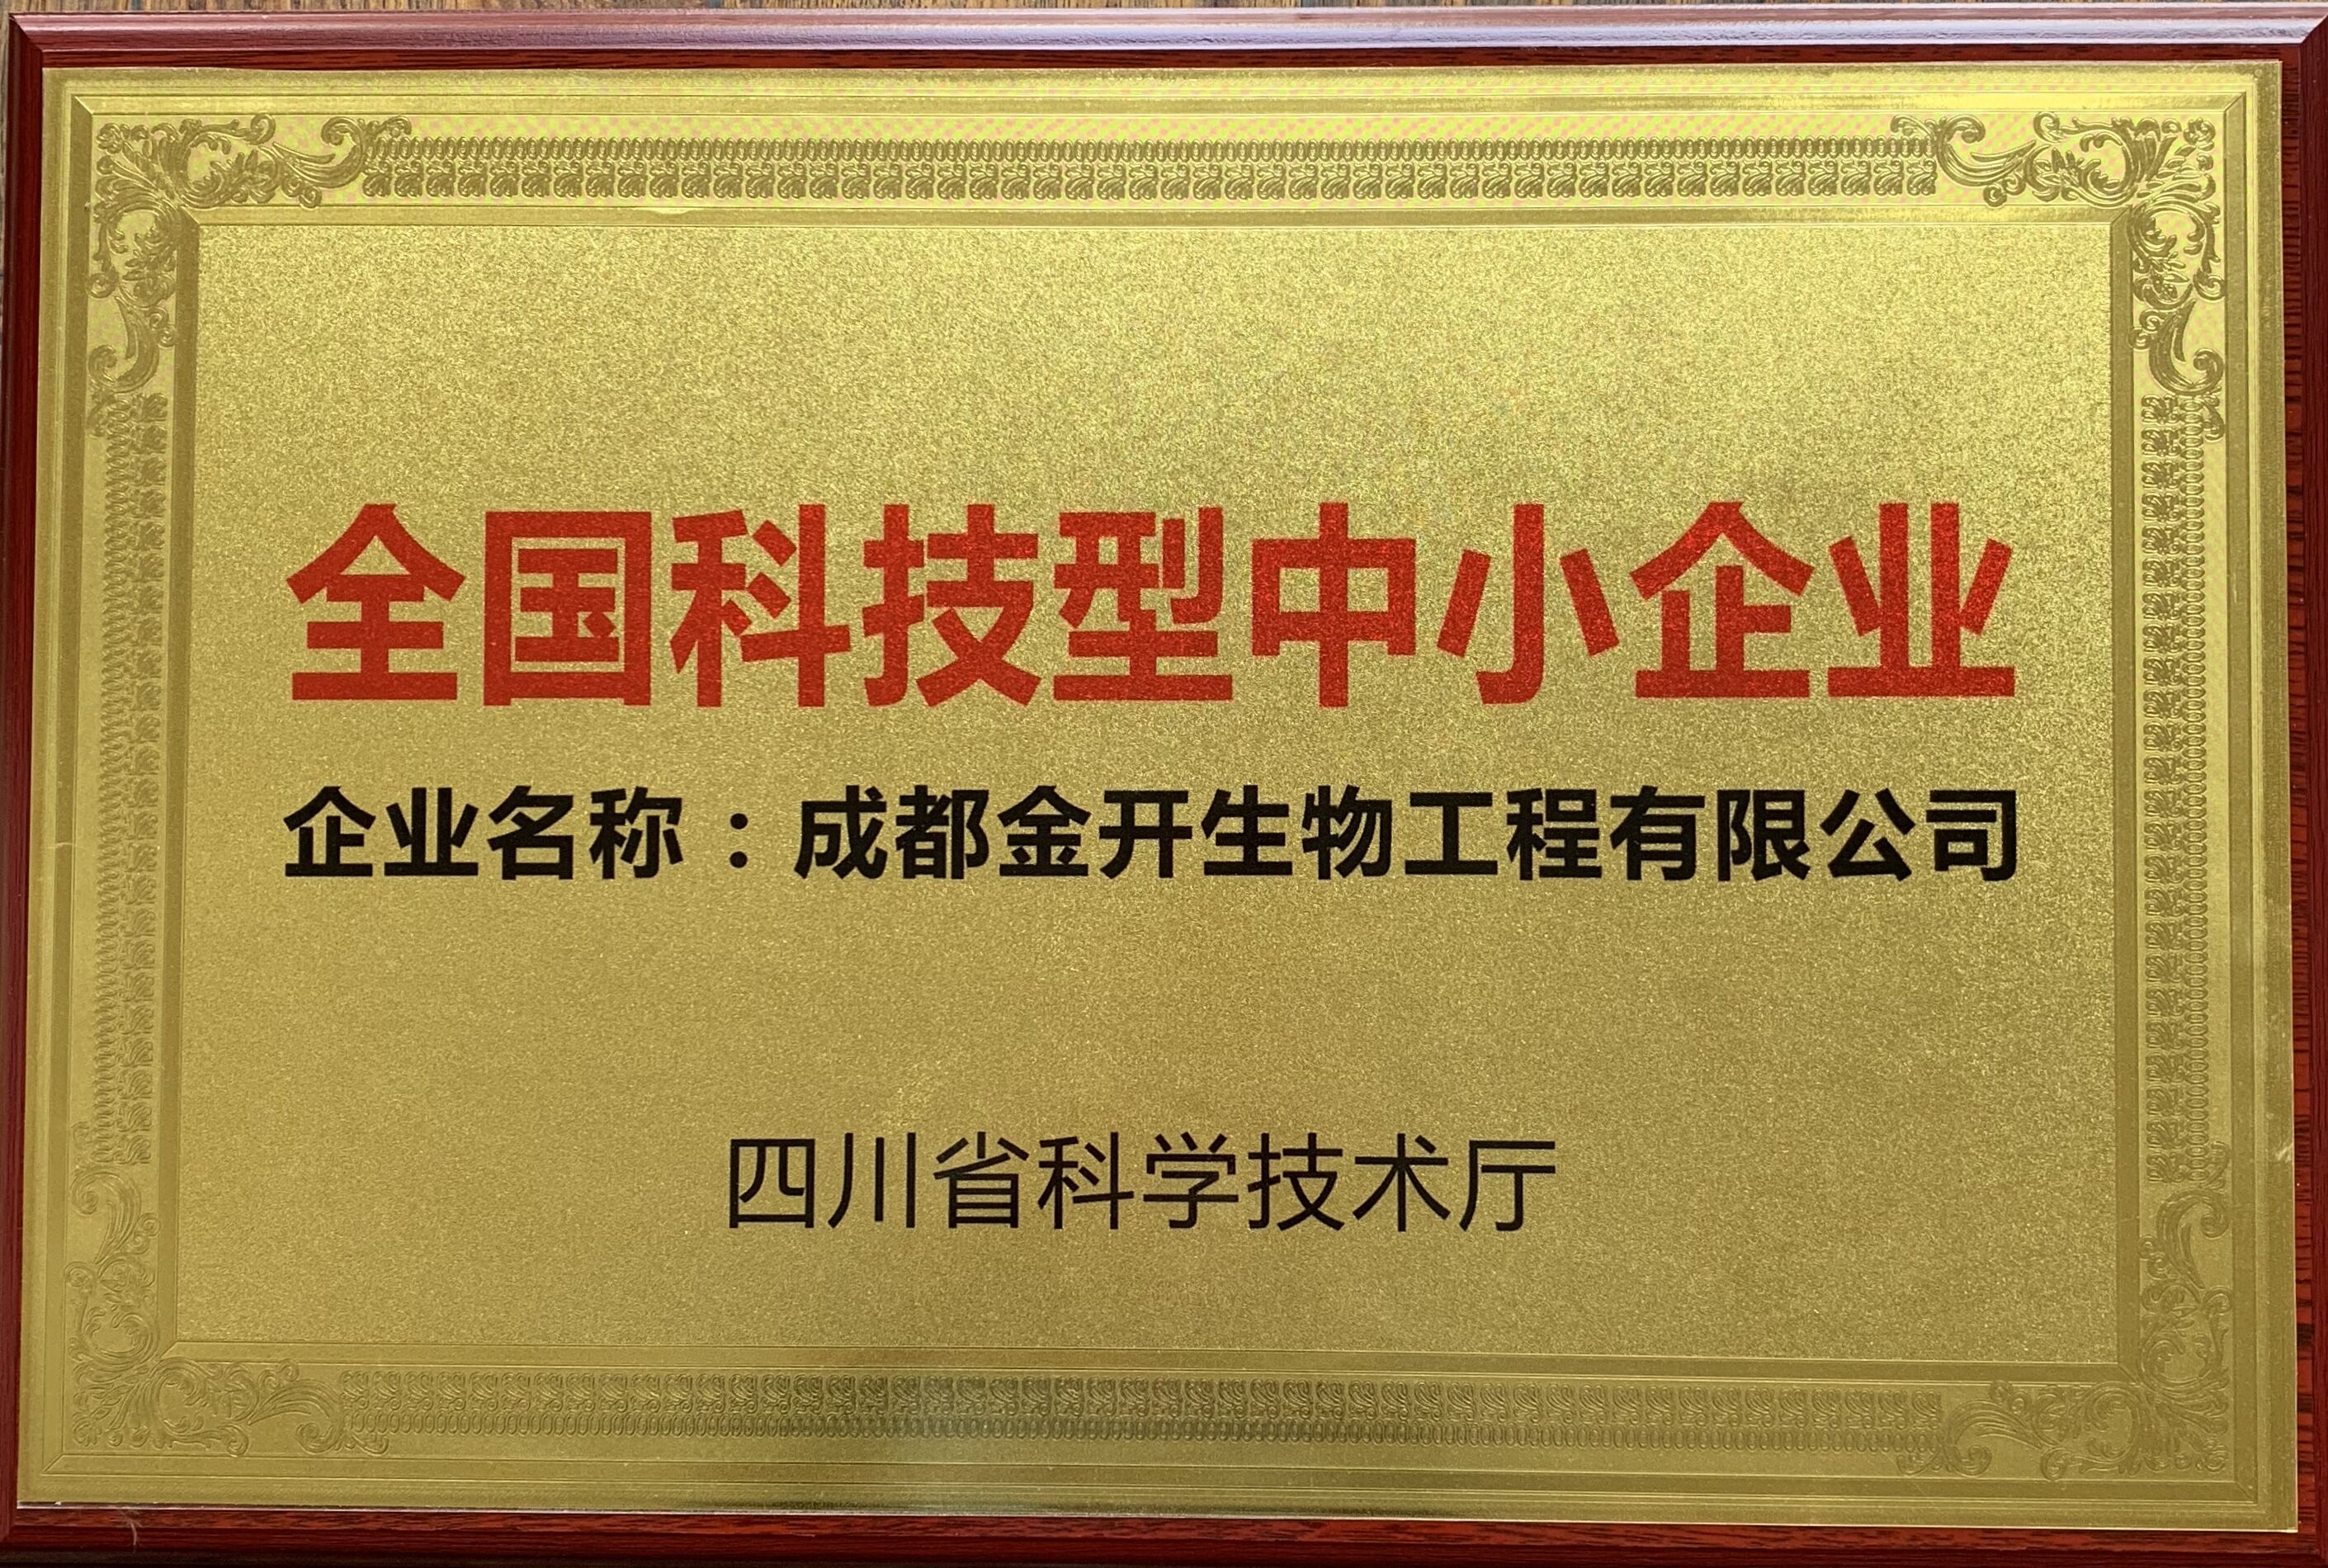 全国科技型中小企业
企业名称：成都金开生物工程有限公司
四川省科学技术厅